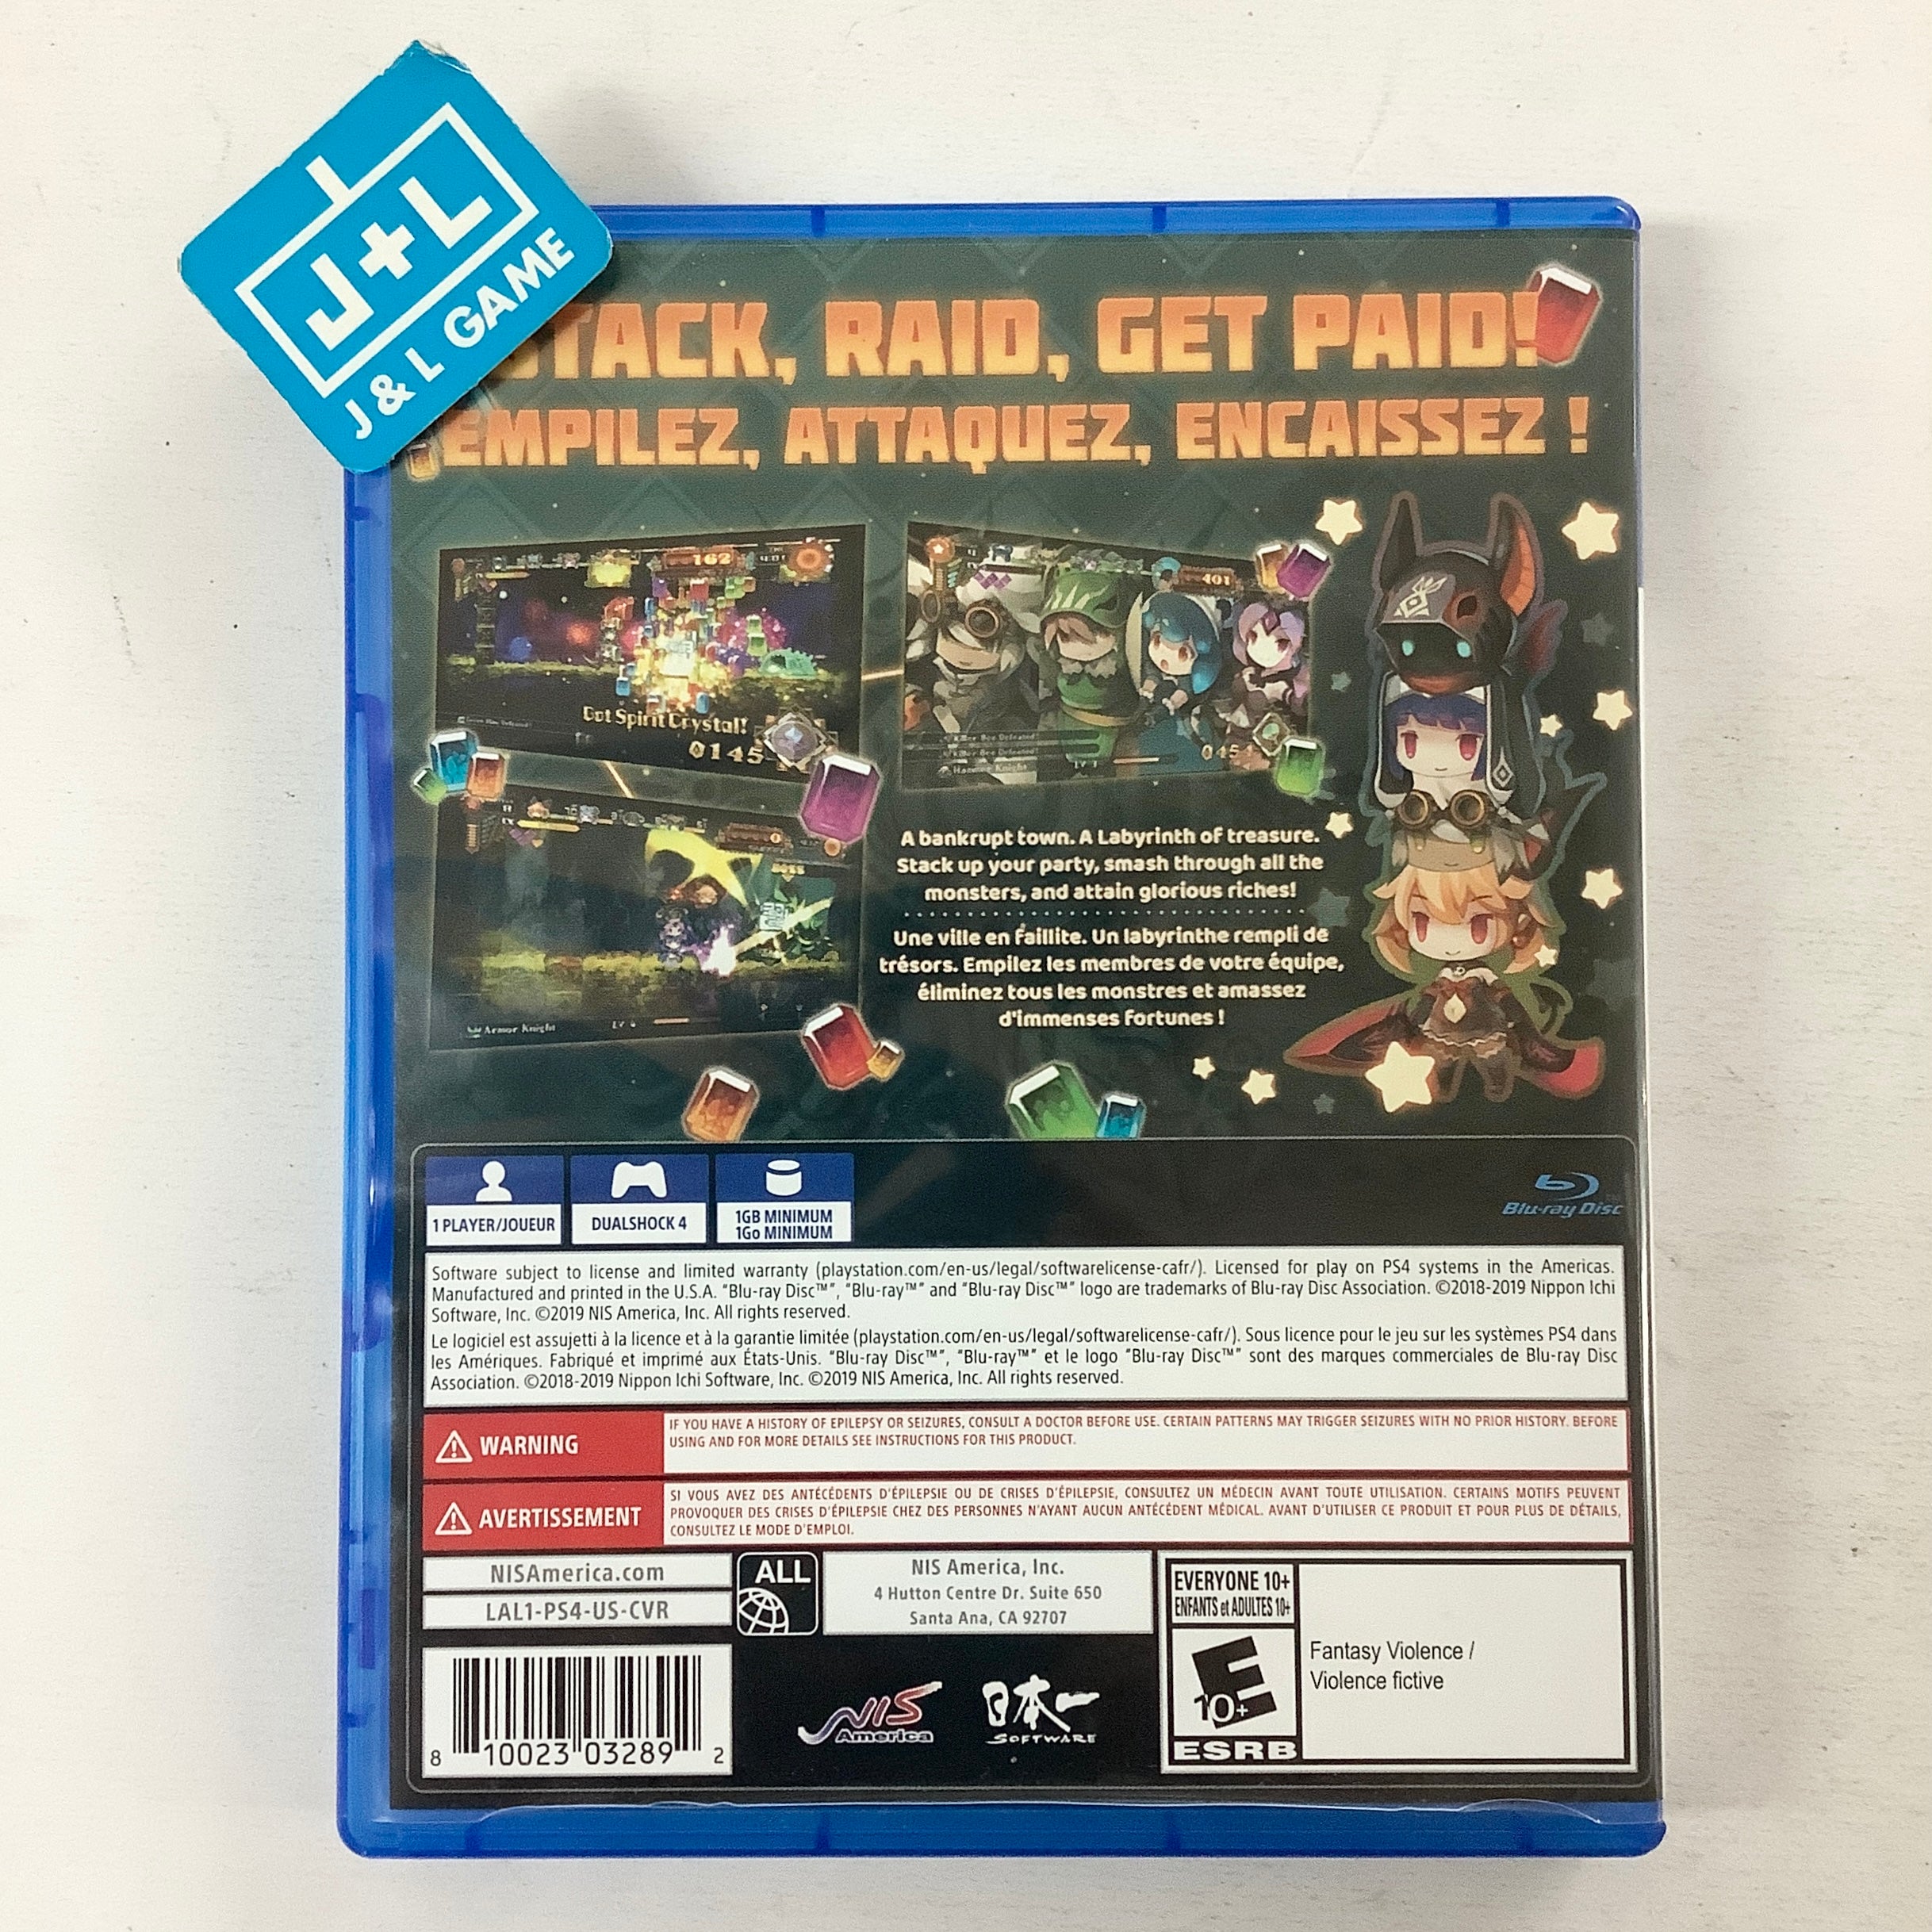 J+L
J & L GAME
TACK, RAID, GET PAID!
EMPILEZ, ATTAQUEZ, ENCAISSEZ !
162
Got Spirit Crystal!
0145
401
Killer Bee Defeated!
Killer Bee Defeated!
Hammer Knight
LV 1
BOSS
Armor Knight
A bankrupt town. A Labyrinth of treasure.
Stack up your party, smash through all the
monsters, and attain glorious riches!
Une ville en faillite. Un labyrinthe rempli de
trésors. Empilez les membres de votre équipe,
éliminez tous les monstres et amassez
d'immenses fortunes !
1 PLAYER/JOUEUR
DUALSHOCK 4
1GB MINIMUM
1Go MINIMUM
Blu-ray Disc
Software subject to license and limited warranty (playstation.com/en-us/legal/softwarelicense-cafr/). Licensed for play on PS4 systems in the Americas.
Manufactured and printed in the U.S.A. "Blu-ray Disc™", "Blu-ray™" and "Blu-ray Disc™" logo are trademarks of Blu-ray Disc Association. ©2018-2019 Nippon Ichi
Software, Inc. ©2019 NIS America, Inc. All rights reserved.
Le logiciel est assujetti à la licence et à la garantie limitée (playstation.com/en-us/legal/softwarelicense-cafr/). Sous licence pour le jeu sur les systèmes PS4 dans
les Amériques. Fabriqué et imprimé aux États-Unis. "Blu-ray Disc™", "Blu-ray™" et le logo "Blu-ray Disc™" sont des marques commerciales de Blu-ray Disc
Association. ©2018-2019 Nippon Ichi Software, Inc. ©2019 NIS America, Inc. All rights reserved.
WARNING
IF YOU HAVE A HISTORY OF EPILEPSY OR SEIZURES, CONSULT A DOCTOR BEFORE USE. CERTAIN PATTERNS MAY TRIGGER SEIZURES WITH NO PRIOR HISTORY. BEFORE
USING AND FOR MORE DETAILS SEE INSTRUCTIONS FOR THIS PRODUCT.
AVERTISSEMENT
SI VOUS AVEZ DES ANTÉCÉDENTS D'ÉPILEPSIE OU DE CRISES D'ÉPILEPSIE, CONSULTEZ UN MÉDECIN AVANT TOUTE UTILISATION. CERTAINS MOTIFS PEUVENT
PROVOQUER DES CRISES D'ÉPILEPSIE CHEZ DES PERSONNES N'AYANT AUCUN ANTÉCÉDENT MÉDICAL. AVANT D'UTILISER CE PRODUIT ET POUR PLUS DE DÉTAILS,
CONSULTEZ LE MODE D'EMPLOI.
NISAmerica.com
LAL1-PS4-US-CVR
ALL
NIS America, Inc.
4 Hutton Centre Dr. Suite 650
Santa Ana, CA 92707
EVERYONE 10+
ENFANTS et ADULTES 10+
E
10+
ESRB
Fantasy Violence /
Violence fictive
8 10023 03289 2
NIS
America
日本一
SOFTWARE